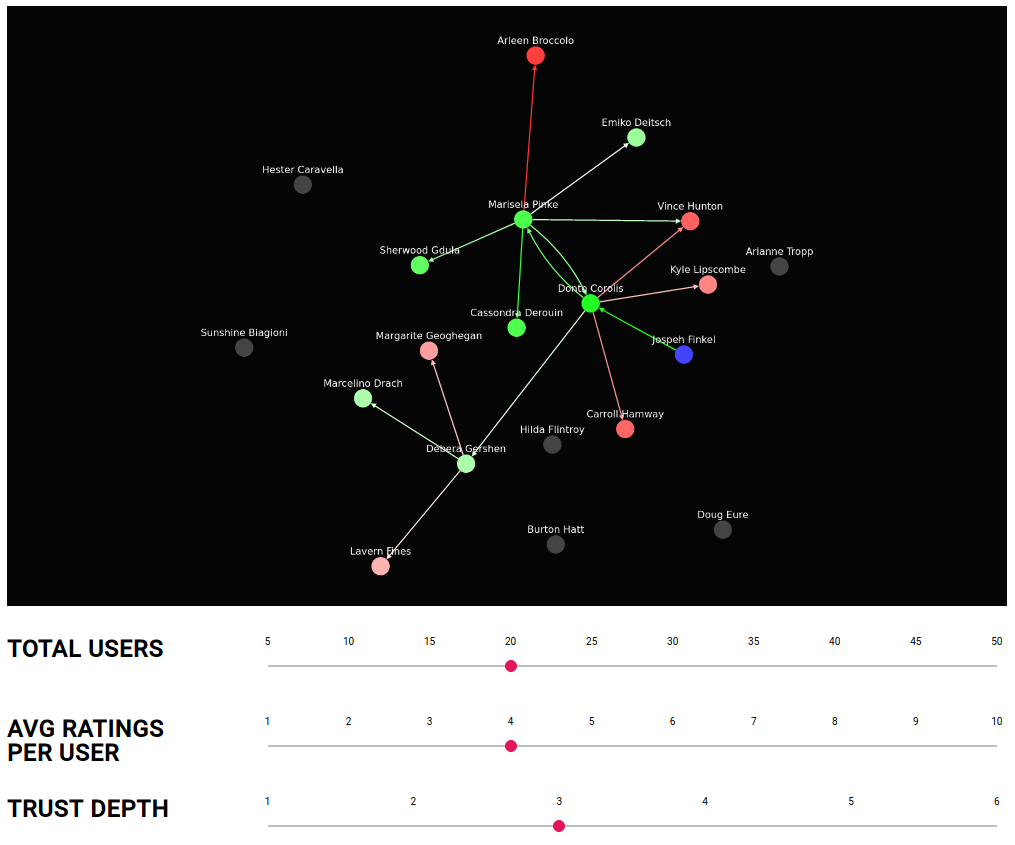 Arleen Broccolo
Emiko Deitsch
Hester Caravella
Marisela Pinke
Vince Hunton
Sherwood Gdula
Arianne Tropp
Kyle Lipscombe
Donte Corolis
Cassondra Derouin
Sunshine Biagioni
Margarite Geoghegan
Jospeh Finkel
Marcelino Drach
Carroll Hamway
Hilda Flintroy
Debera Gershen
Doug Eure
Burton Hatt
Lavern Fines
TOTAL USERS
5 10 15 20 25 30 35 40 45 50
AVG RATINGS
PER USER
1 2 3 4 5 6 7 8 9 10
TRUST DEPTH
1 2 3 4 5 6